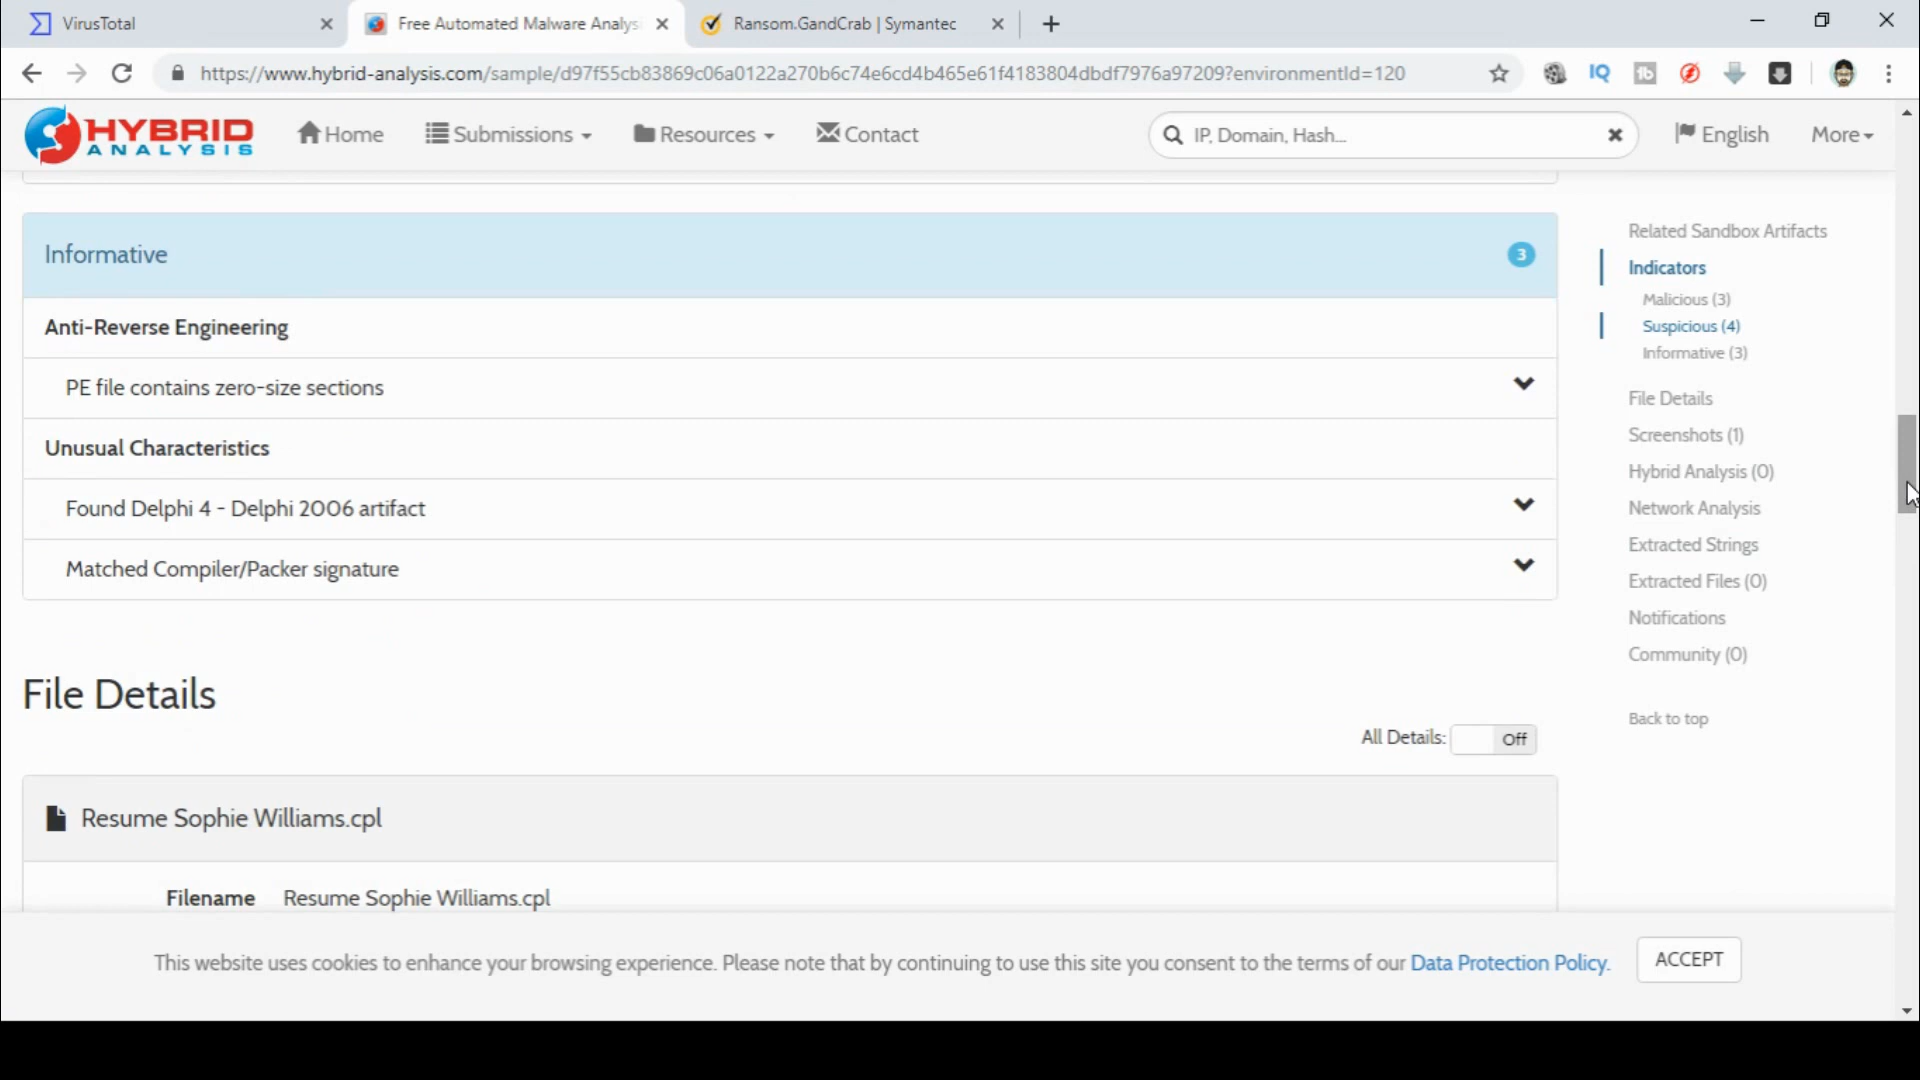 VirusTotal
Free Automated Malware Analysi
Ransom.GandCrab | Symantec
https://www.hybrid-analysis.com/sample/d97f55cb83869c06a0122a270b6c74e6cd4b465e61f4183804dbdf7976a97209?environmentId=120
IQ
HYBRID
ANALYSIS
Home
Submissions
Resources
Contact
IP, Domain, Hash...
English
More
Informative
3
Anti-Reverse Engineering
PE file contains zero-size sections
Unusual Characteristics
Found Delphi 4 - Delphi 2006 artifact
Matched Compiler/Packer signature
File Details
All Details:
Off
Resume Sophie Williams.cpl
Filename Resume Sophie Williams.cpl
Related Sandbox Artifacts
Indicators
Malicious (3)
Suspicious (4)
Informative (3)
File Details
Screenshots (1)
Hybrid Analysis (0)
Network Analysis
Extracted Strings
Extracted Files (0)
Notifications
Community (0)
Back to top
This website uses cookies to enhance your browsing experience. Please note that by continuing to use this site you consent to the terms of our Data Protection Policy.
ACCEPT